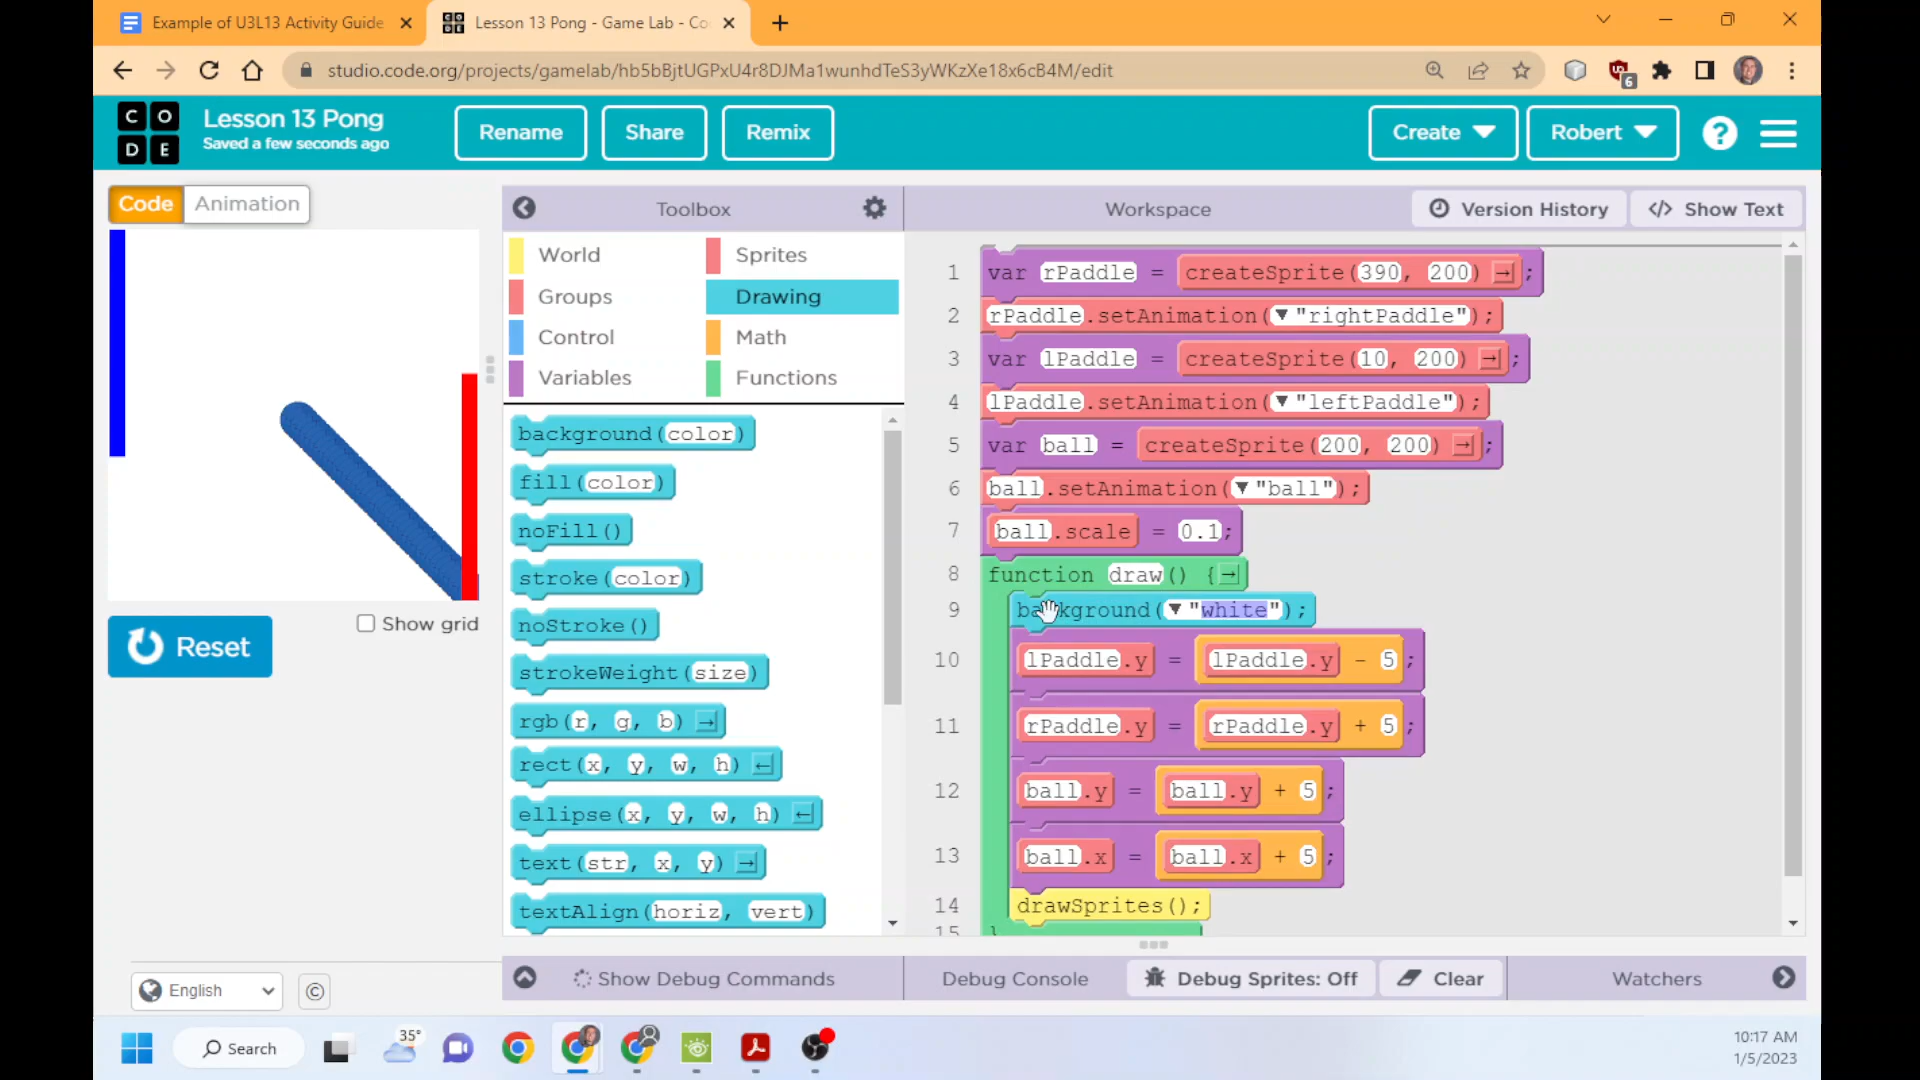 Example of U3L13 Activity Guide
Lesson 13 Pong - Game Lab - Co
studio.code.org/projects/gamelab/hb5bBjtUGPxU4r8DJMa1wunhdTeS3yWKzXe18x6cB4M/edit
6
C O
D E
Lesson 13 Pong
Saved a few seconds ago
Rename
Share
Remix
Create
Robert
?
Code
Animation
Toolbox
Workspace
Version History
</> Show Text
World
Sprites
Groups
Drawing
Control
Math
Variables
Functions
background(color)
fill(color)
noFill()
stroke(color)
noStroke()
strokeWeight(size)
rgb(r, g, b)
rect(x, y, w, h)
ellipse(x, y, w, h)
text(str, x, y)
textAlign(horiz, vert)
1 var rPaddle = createSprite(390, 200);
2 rPaddle.setAnimation("rightPaddle");
3 var lPaddle = createSprite(10, 200);
4 lPaddle.setAnimation("leftPaddle");
5 var ball = createSprite(200, 200);
6 ball.setAnimation("ball");
7 ball.scale = 0.1;
8 function draw() {
9 background("white");
10 lPaddle.y = lPaddle.y - 5;
11 rPaddle.y = rPaddle.y + 5;
12 ball.y = ball.y + 5;
13 ball.x = ball.x + 5;
14 drawSprites();
15 }
Reset
Show grid
English
©
Show Debug Commands
Debug Console
Debug Sprites: Off
Clear
Watchers
Search
35°
10:17 AM
1/5/2023